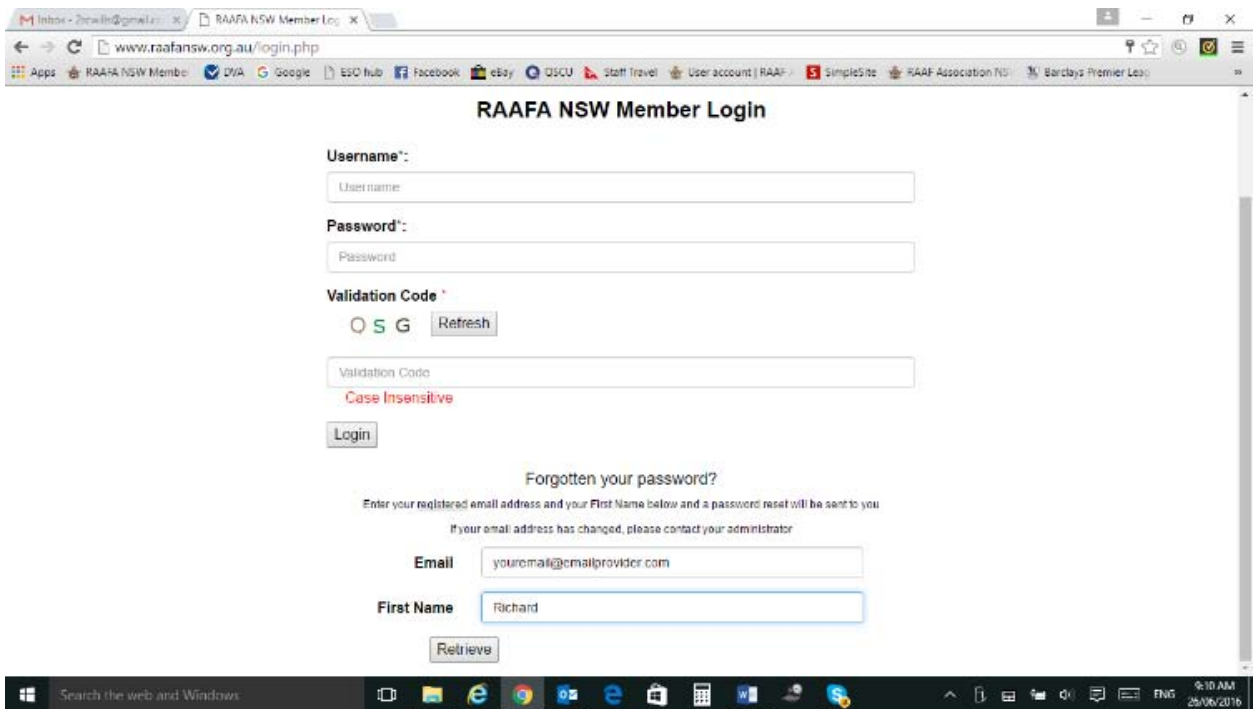 RAAFA NSW Member Log
www.raafansw.org.au/login.php
Apps RAAFA NSW Membe DVA Google ESO hub Facebook eBay QSCU Staff Travel User account | RAAF SimpleSite RAAF Association NS Barclays Premier Leag
RAAFA NSW Member Login
Username*:
Username
Password*:
Password
Validation Code *
O S G Refresh
Validation Code
Case Insensitive
Login
Forgotten your password?
Enter your registered email address and your First Name below and a password reset will be sent to you
If your email address has changed, please contact your administrator
Email youremail@emailprovider.com
First Name Richard
Retrieve
Search the web and Windows
ENG 9:10 AM
26/06/2016